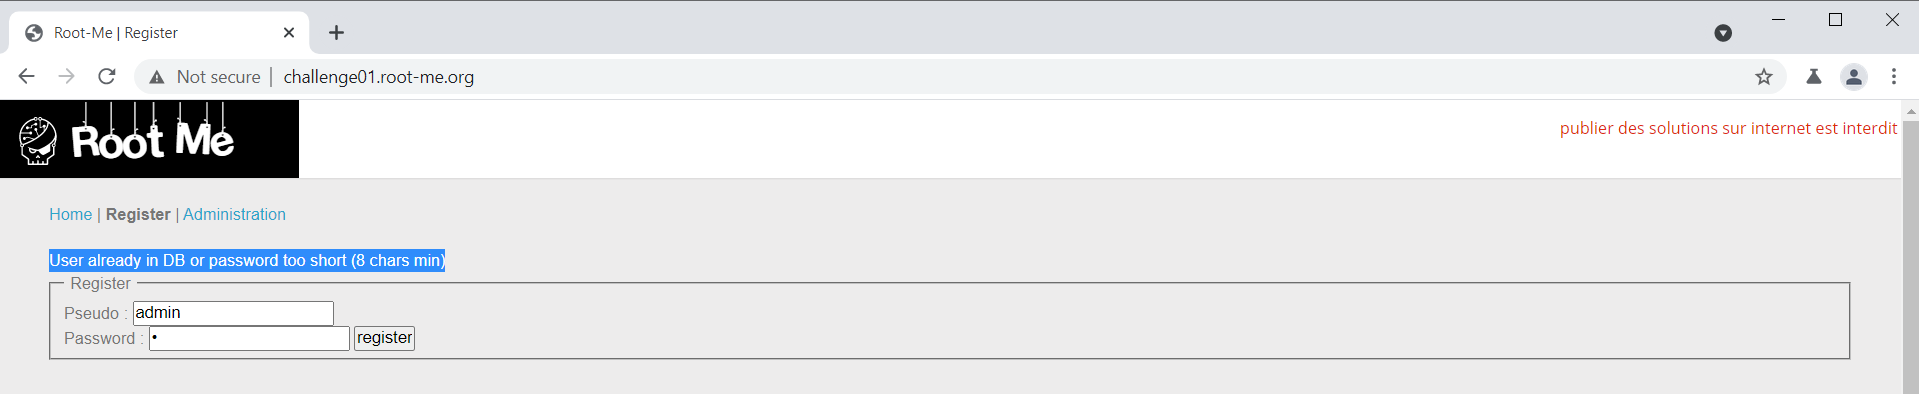 Root-Me | Register
Not secure | challenge01.root-me.org
Root Me
publier des solutions sur internet est interdit
Home | Register | Administration
User already in DB or password too short (8 chars min)
Register
Pseudo : admin
Password : • register